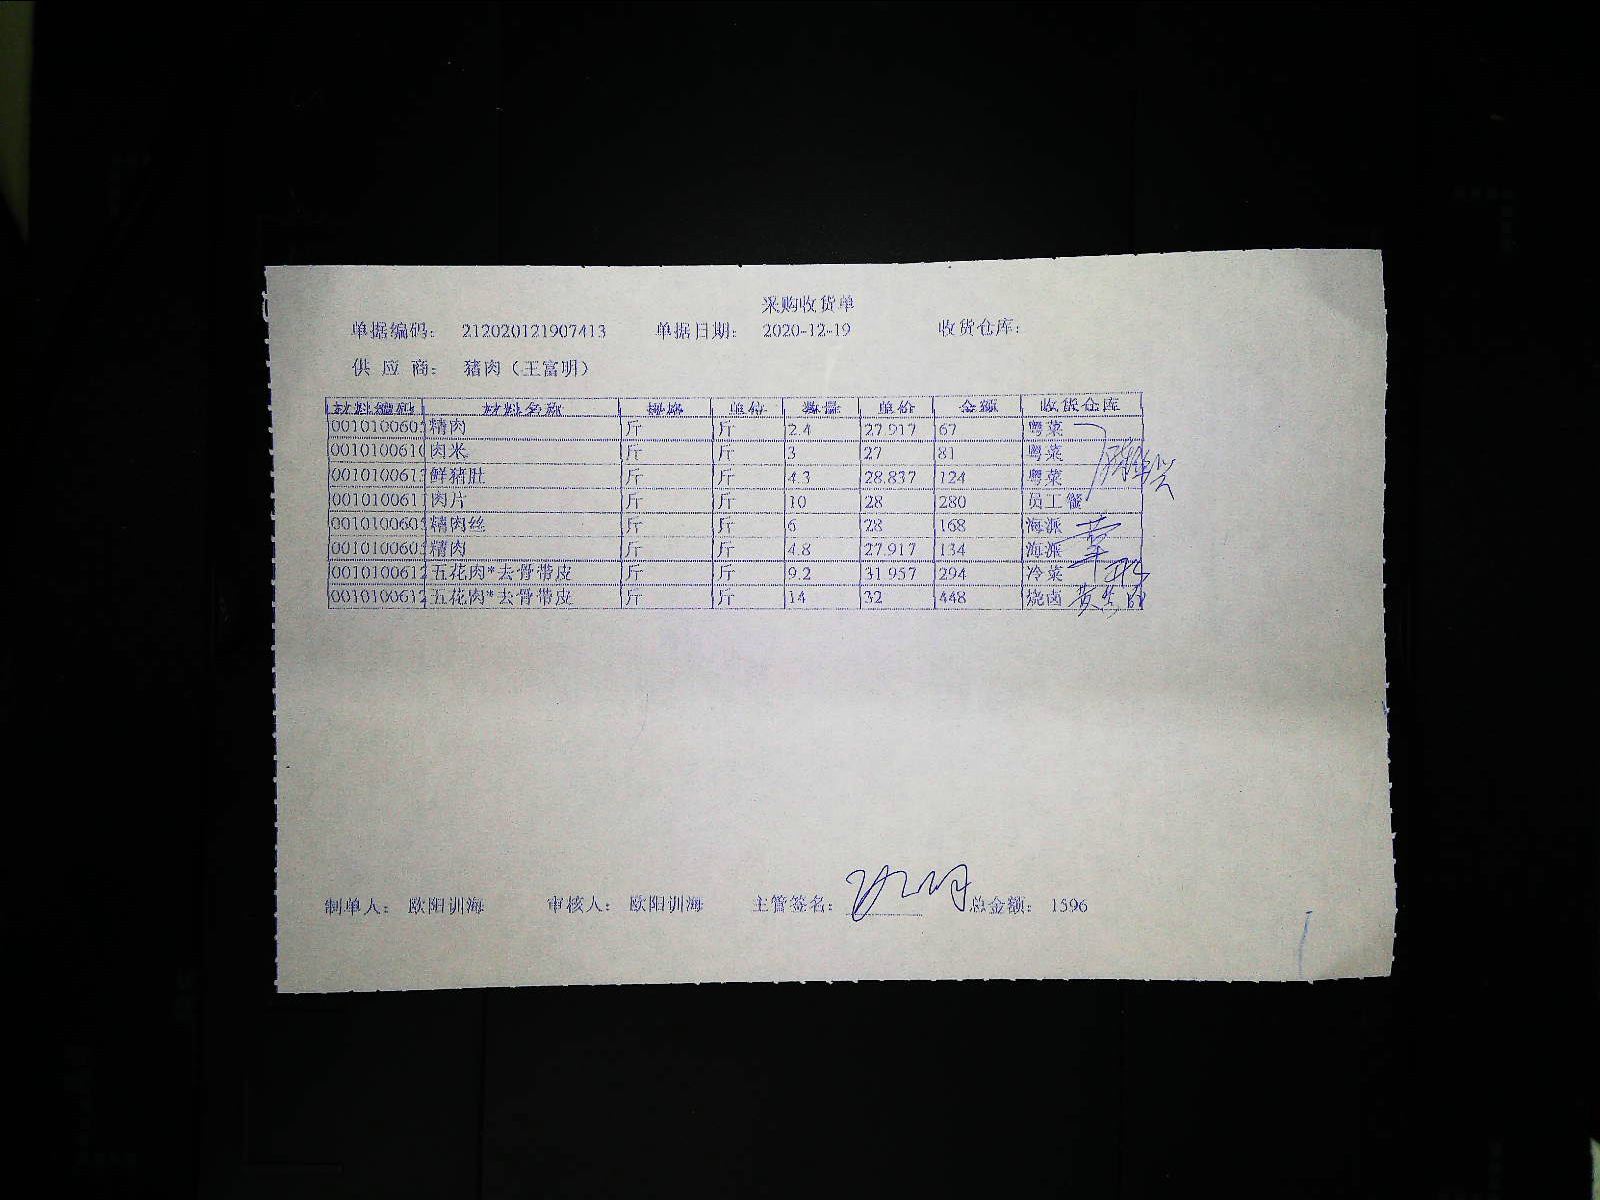 采购收货单
单据编码： 212020121907413 单据日期： 2020-12-19 收货仓库：
供 应 商： 猪肉（王富明）
材料编码 材料名称 规格 单位 数量 单价 金额 收货仓库
0010100605 精肉 斤 斤 2.4 27.917 67 粤菜
001010061 肉米 斤 斤 3 27 81 粤菜
001010061 鲜猪肚 斤 斤 4.3 28.837 124 粤菜
001010061 肉片 斤 斤 10 28 280 员工餐
001010060 精肉丝 斤 斤 6 28 168 海派
0010100605 精肉 斤 斤 4.8 27.917 134 海派
0010100612 五花肉*去骨带皮 斤 斤 9.2 31.957 294 冷菜
0010100612 五花肉*去骨带皮 斤 斤 14 32 448 烧卤
制单人： 欧阳训海 审核人： 欧阳训海 主管签名： 总金额： 1596